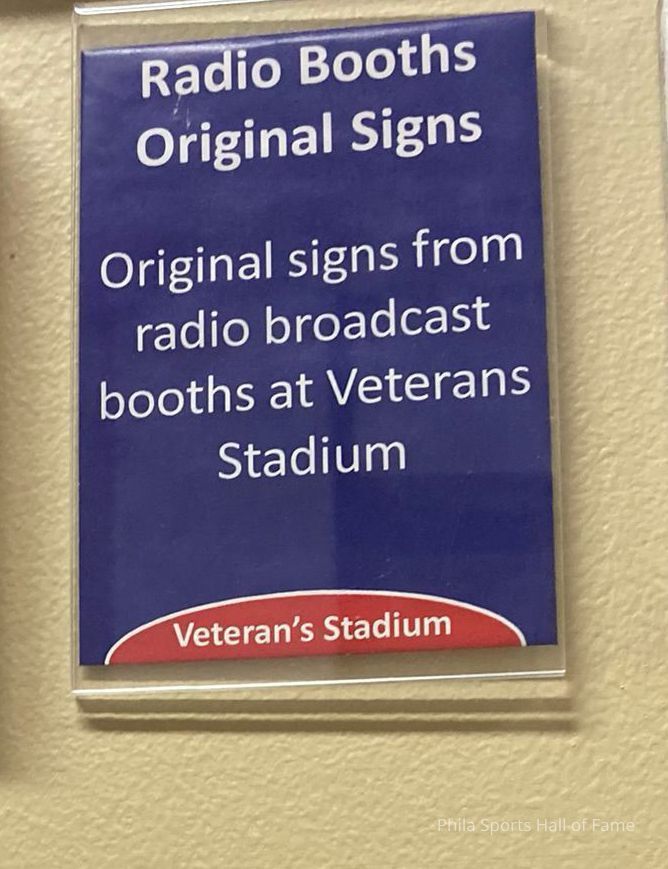 Radio Booths
Original Signs
Original signs from
radio broadcast
booths at Veterans
Stadium
Veteran's Stadium
Phila Sports Hall of Fame